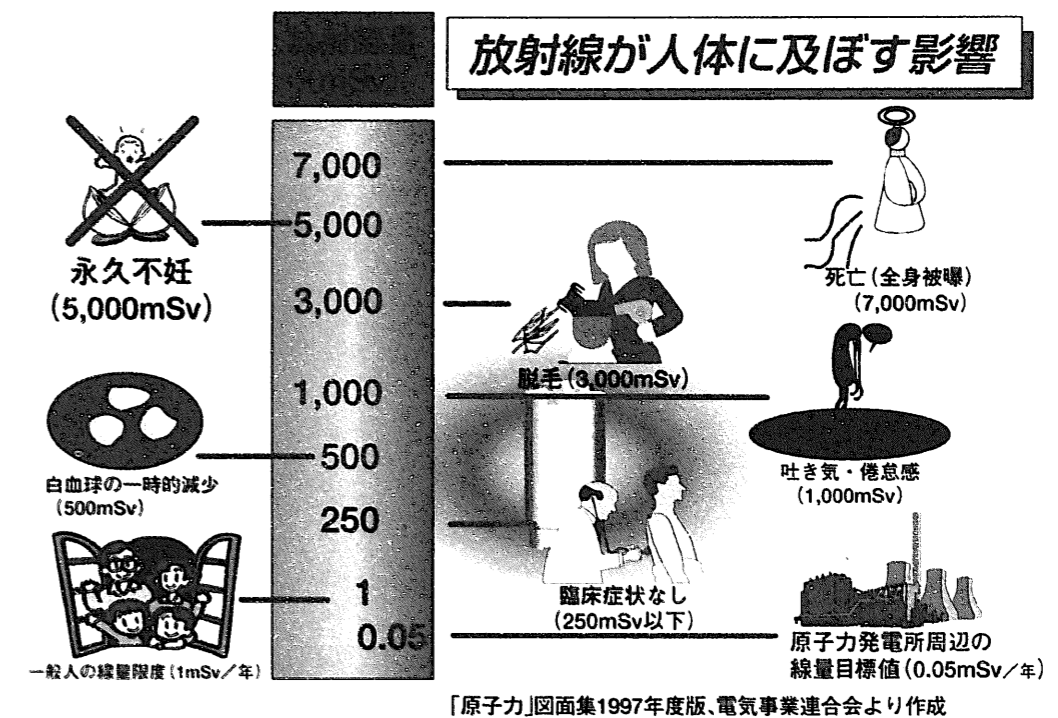 放射線が人体に及ぼす影響
7,000
5,000
3,000
1,000
500
250
1
0.05
永久不妊
(5,000mSv)
死亡(全身被曝)
(7,000mSv)
脱毛(3,000mSv)
白血球の一時的減少
(500mSv)
吐き気・倦怠感
(1,000mSv)
臨床症状なし
(250mSv以下)
一般人の線量限度(1mSv/年)
原子力発電所周辺の
線量目標値(0.05mSv/年)
「原子力」図面集1997年度版、電気事業連合会より作成